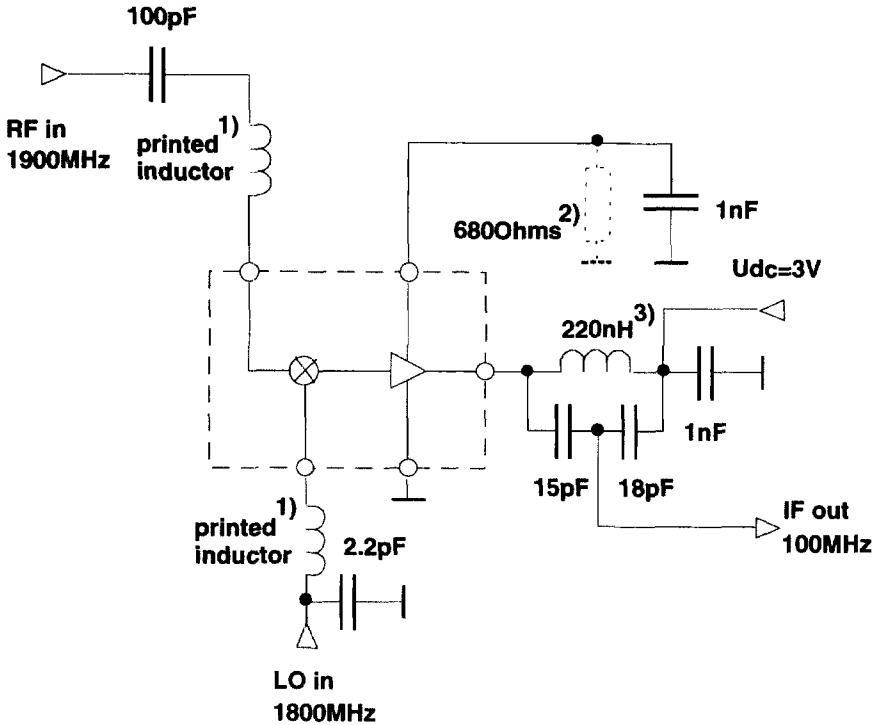 100pF
RF in
1900MHz
printed 1)
inductor
680Ohms 2)
1nF
Udc=3V
220nH 3)
1nF
15pF
18pF
IF out
100MHz
printed 1)
inductor
2.2pF
LO in
1800MHz